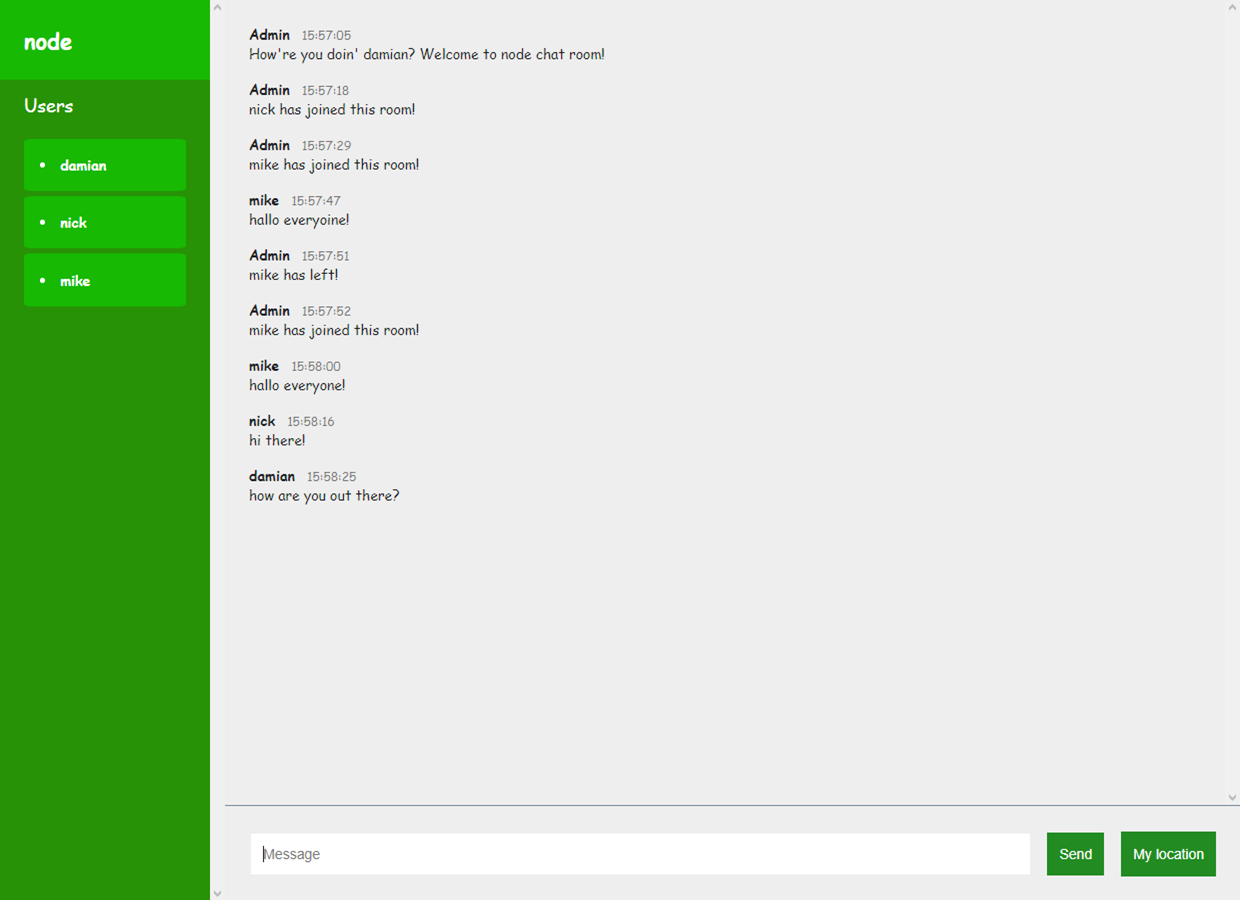 node
Users
damian
nick
mike
Admin 15:57:05
How're you doin' damian? Welcome to node chat room!
Admin 15:57:18
nick has joined this room!
Admin 15:57:29
mike has joined this room!
mike 15:57:47
hallo everyoine!
Admin 15:57:51
mike has left!
Admin 15:57:52
mike has joined this room!
mike 15:58:00
hallo everyone!
nick 15:58:16
hi there!
damian 15:58:25
how are you out there?
Message
Send
My location